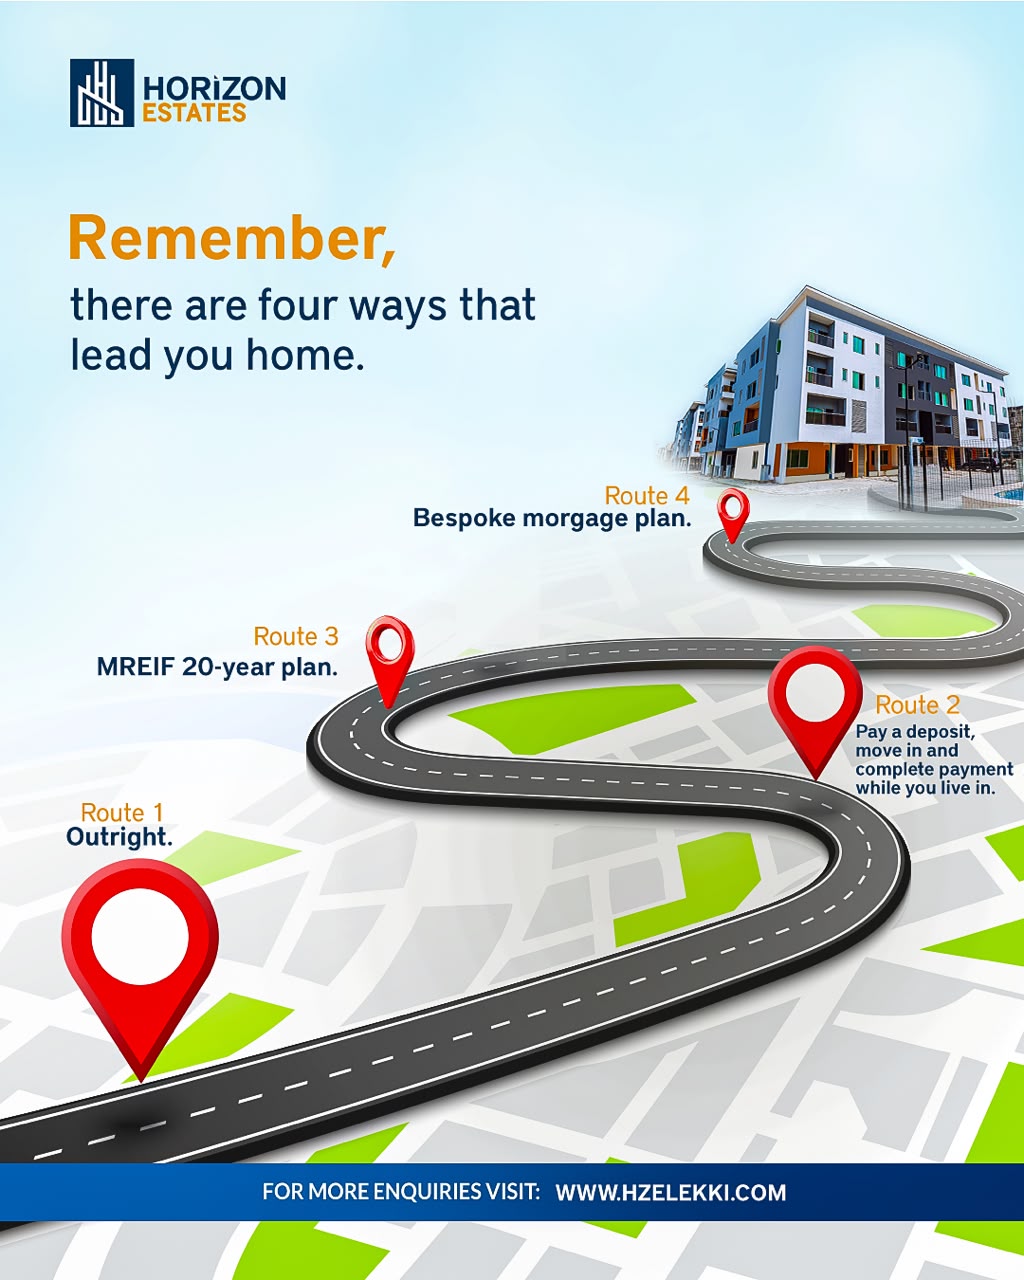 HORIZON
ESTATES
Remember,
there are four ways that
lead you home.
Route 4
Bespoke morgage plan.
Route 3
MREIF 20-year plan.
Route 2
Pay a deposit,
move in and
complete payment
while you live in.
Route 1
Outright.
FOR MORE ENQUIRIES VISIT: WWW.HZELEKKI.COM